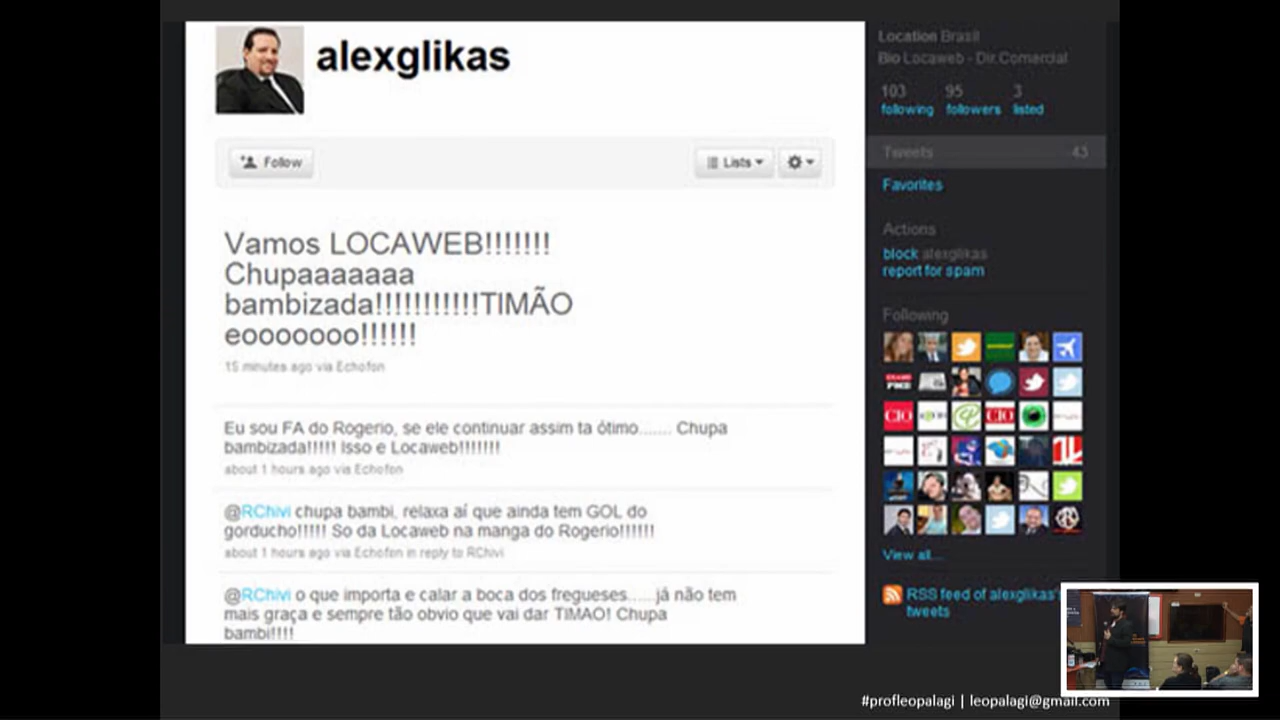 alexglikas
Follow
Lists
Vamos LOCAWEB!!!!!!!
Chupaaaaaaa
bambizada!!!!!!!!!!!TIMÃO
eooooooo!!!!!!
15 minutes ago via Echofon
Eu sou FA do Rogerio, se ele continuar assim ta ótimo....... Chupa
bambizada!!!!! Isso e Locaweb!!!!!!!
about 1 hours ago via Echofon
@RChivi chupa bambi, relaxa aí que ainda tem GOL do
gorducho!!!!! So da Locaweb na manga do Rogerio!!!!!!
about 1 hours ago via Echofon in reply to RChivi
@RChivi o que importa e calar a boca dos fregueses......já não tem
mais graça e sempre tão obvio que vai dar TIMAO! Chupa
bambi!!!!
Location Brasil
Bio Locaweb - Dir.Comercial
103 95 3
following followers listed
Tweets 43
Favorites
Actions
block alexglikas
report for spam
Following
CIO
CIO
View all...
RSS feed of alexglikas's
tweets
#profleopalagi | leopalagi@gmail.com